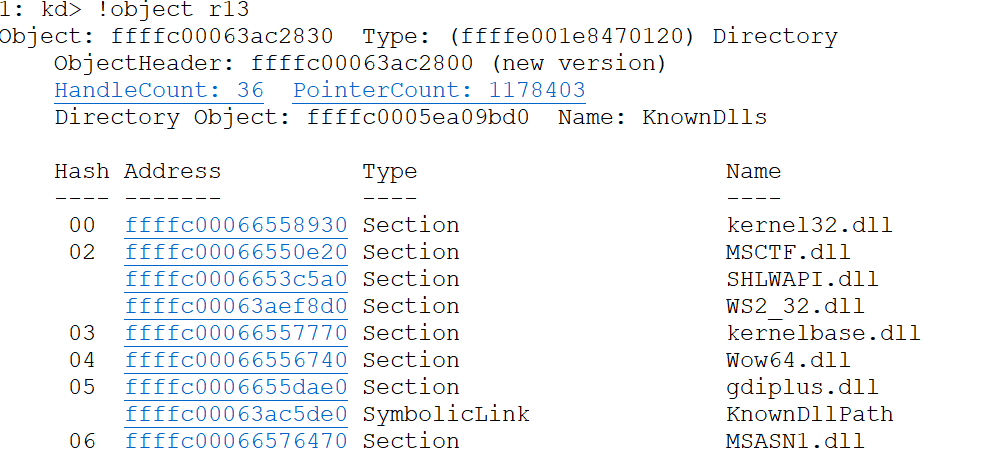 1: kd> !object r13
Object: ffffc00063ac2830  Type: (ffffe001e8470120) Directory
    ObjectHeader: ffffc00063ac2800 (new version)
    HandleCount: 36  PointerCount: 1178403
    Directory Object: ffffc0005ea09bd0  Name: KnownDlls

    Hash Address          Type                      Name
    ---- -------          ----                      ----
     00  ffffc00066558930 Section                   kernel32.dll
     02  ffffc00066550e20 Section                   MSCTF.dll
         ffffc0006653c5a0 Section                   SHLWAPI.dll
         ffffc00063aef8d0 Section                   WS2_32.dll
     03  ffffc00066557770 Section                   kernelbase.dll
     04  ffffc00066556740 Section                   Wow64.dll
     05  ffffc0006655dae0 Section                   gdiplus.dll
         ffffc00063ac5de0 SymbolicLink              KnownDllPath
     06  ffffc00066576470 Section                   MSASN1.dll